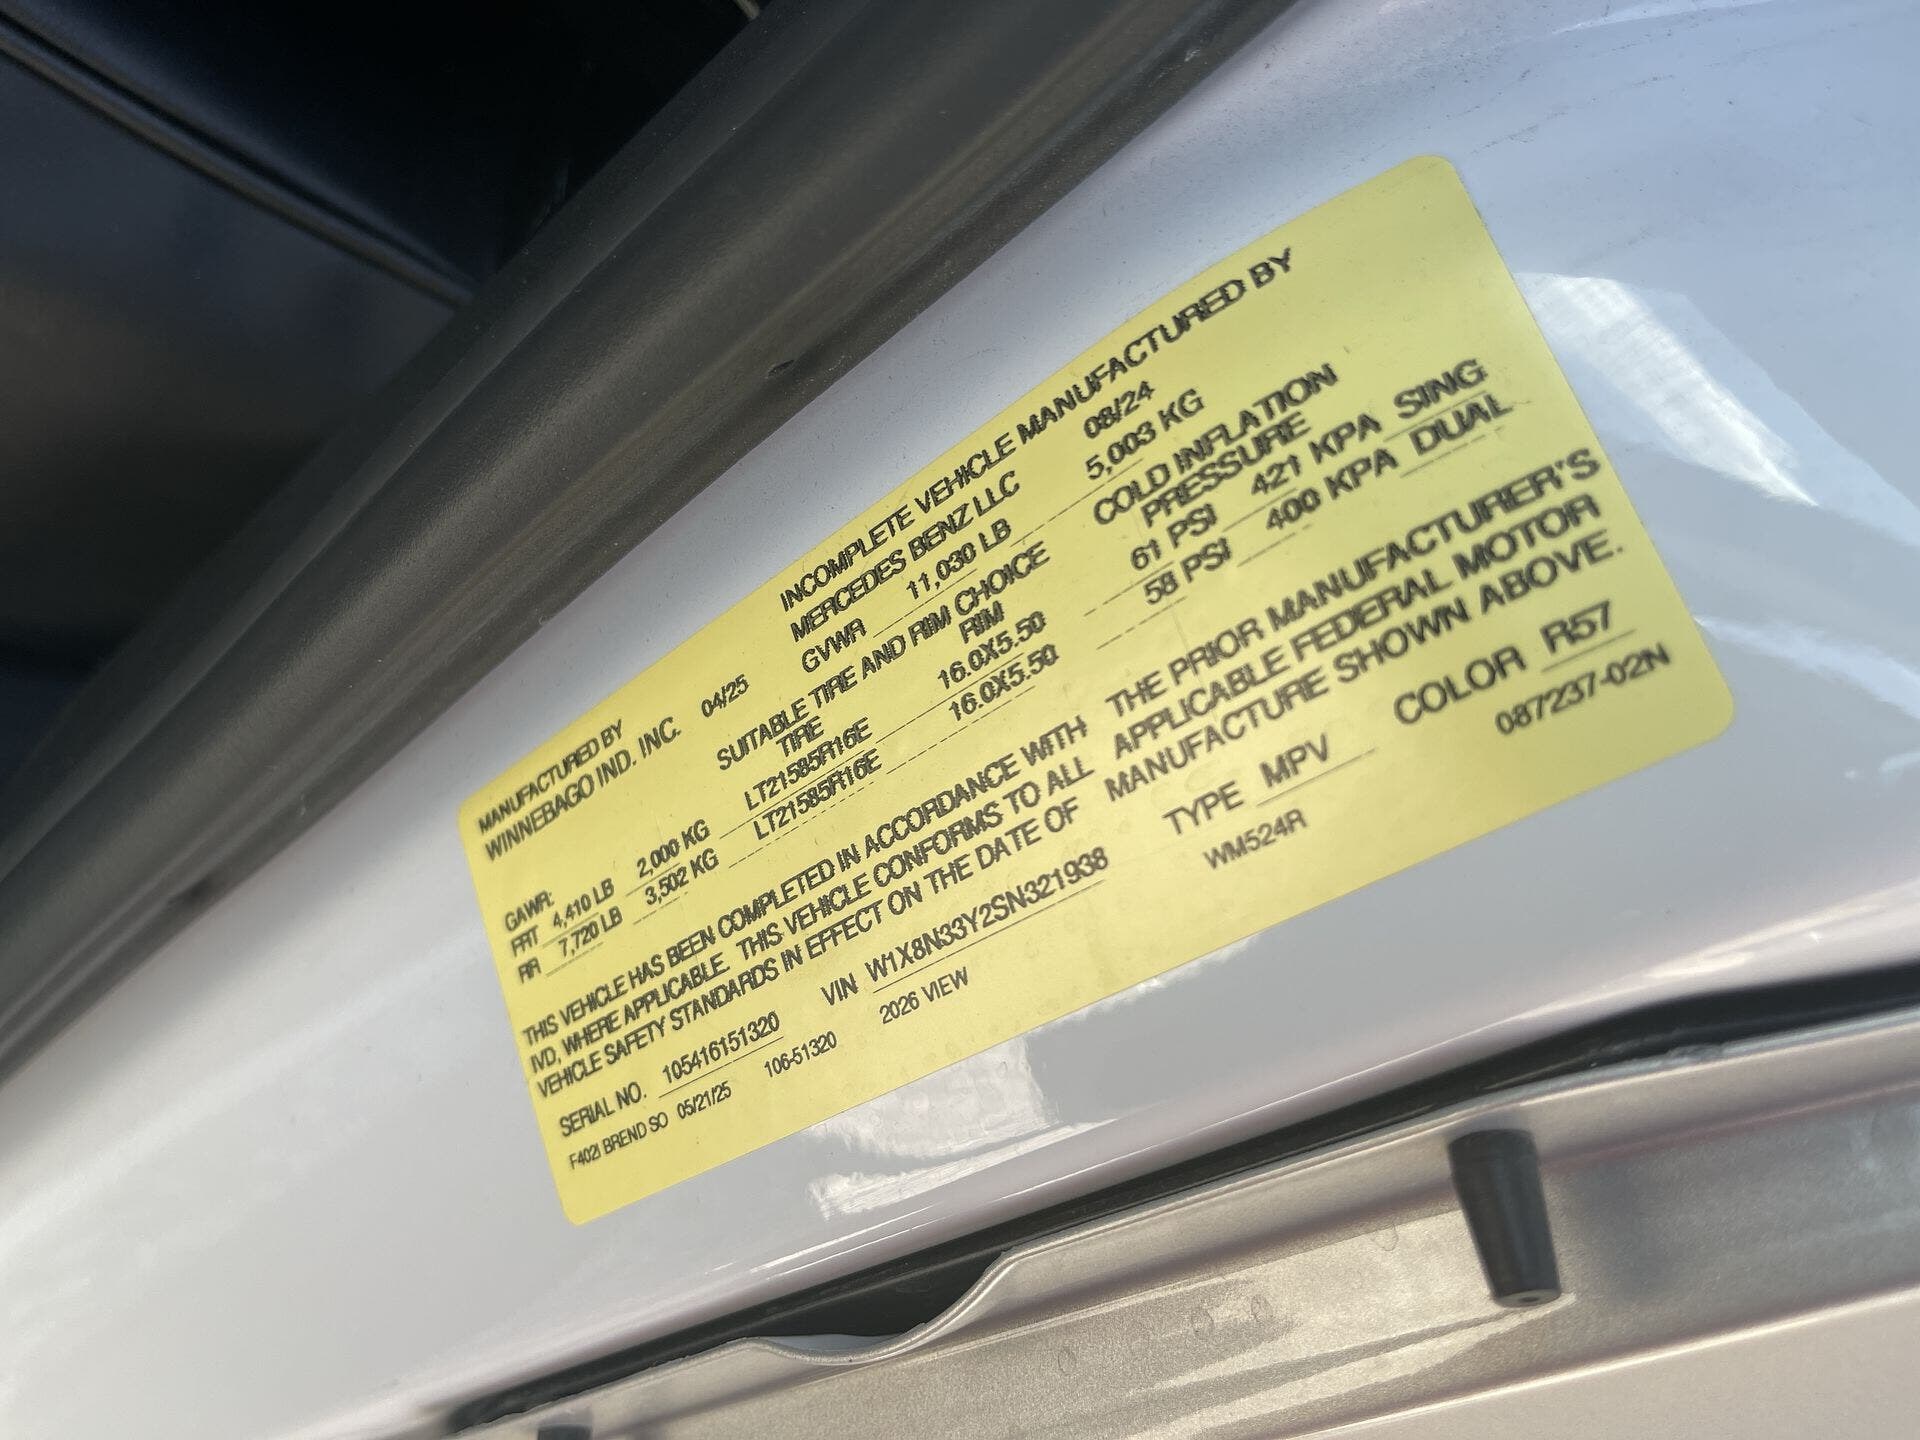 MANUFACTURED BY INCOMPLETE VEHICLE MANUFACTURED BY
WINNEBAGO IND. INC. 04/25 MERCEDES BENZ LLC 08/24
GVWR 11,030 LB 5,003 KG
SUITABLE TIRE AND RIM CHOICE COLD INFLATION
GAWR: TIRE RIM PRESSURE
FRT 4,410 LB 2,000 KG LT21585R16E 16.0X5.50 61 PSI 421 KPA SING
RR 7,720 LB 3,502 KG LT21585R16E 16.0X5.50 58 PSI 400 KPA DUAL
THIS VEHICLE HAS BEEN COMPLETED IN ACCORDANCE WITH THE PRIOR MANUFACTURER'S
IVD, WHERE APPLICABLE. THIS VEHICLE CONFORMS TO ALL APPLICABLE FEDERAL MOTOR
VEHICLE SAFETY STANDARDS IN EFFECT ON THE DATE OF MANUFACTURE SHOWN ABOVE.
SERIAL NO. 105416151320 VIN W1X8N33Y2SN321938 TYPE MPV COLOR R57
F402I BREND SO 05/21/25 106-51320 2026 VIEW WM524R 087237-02N